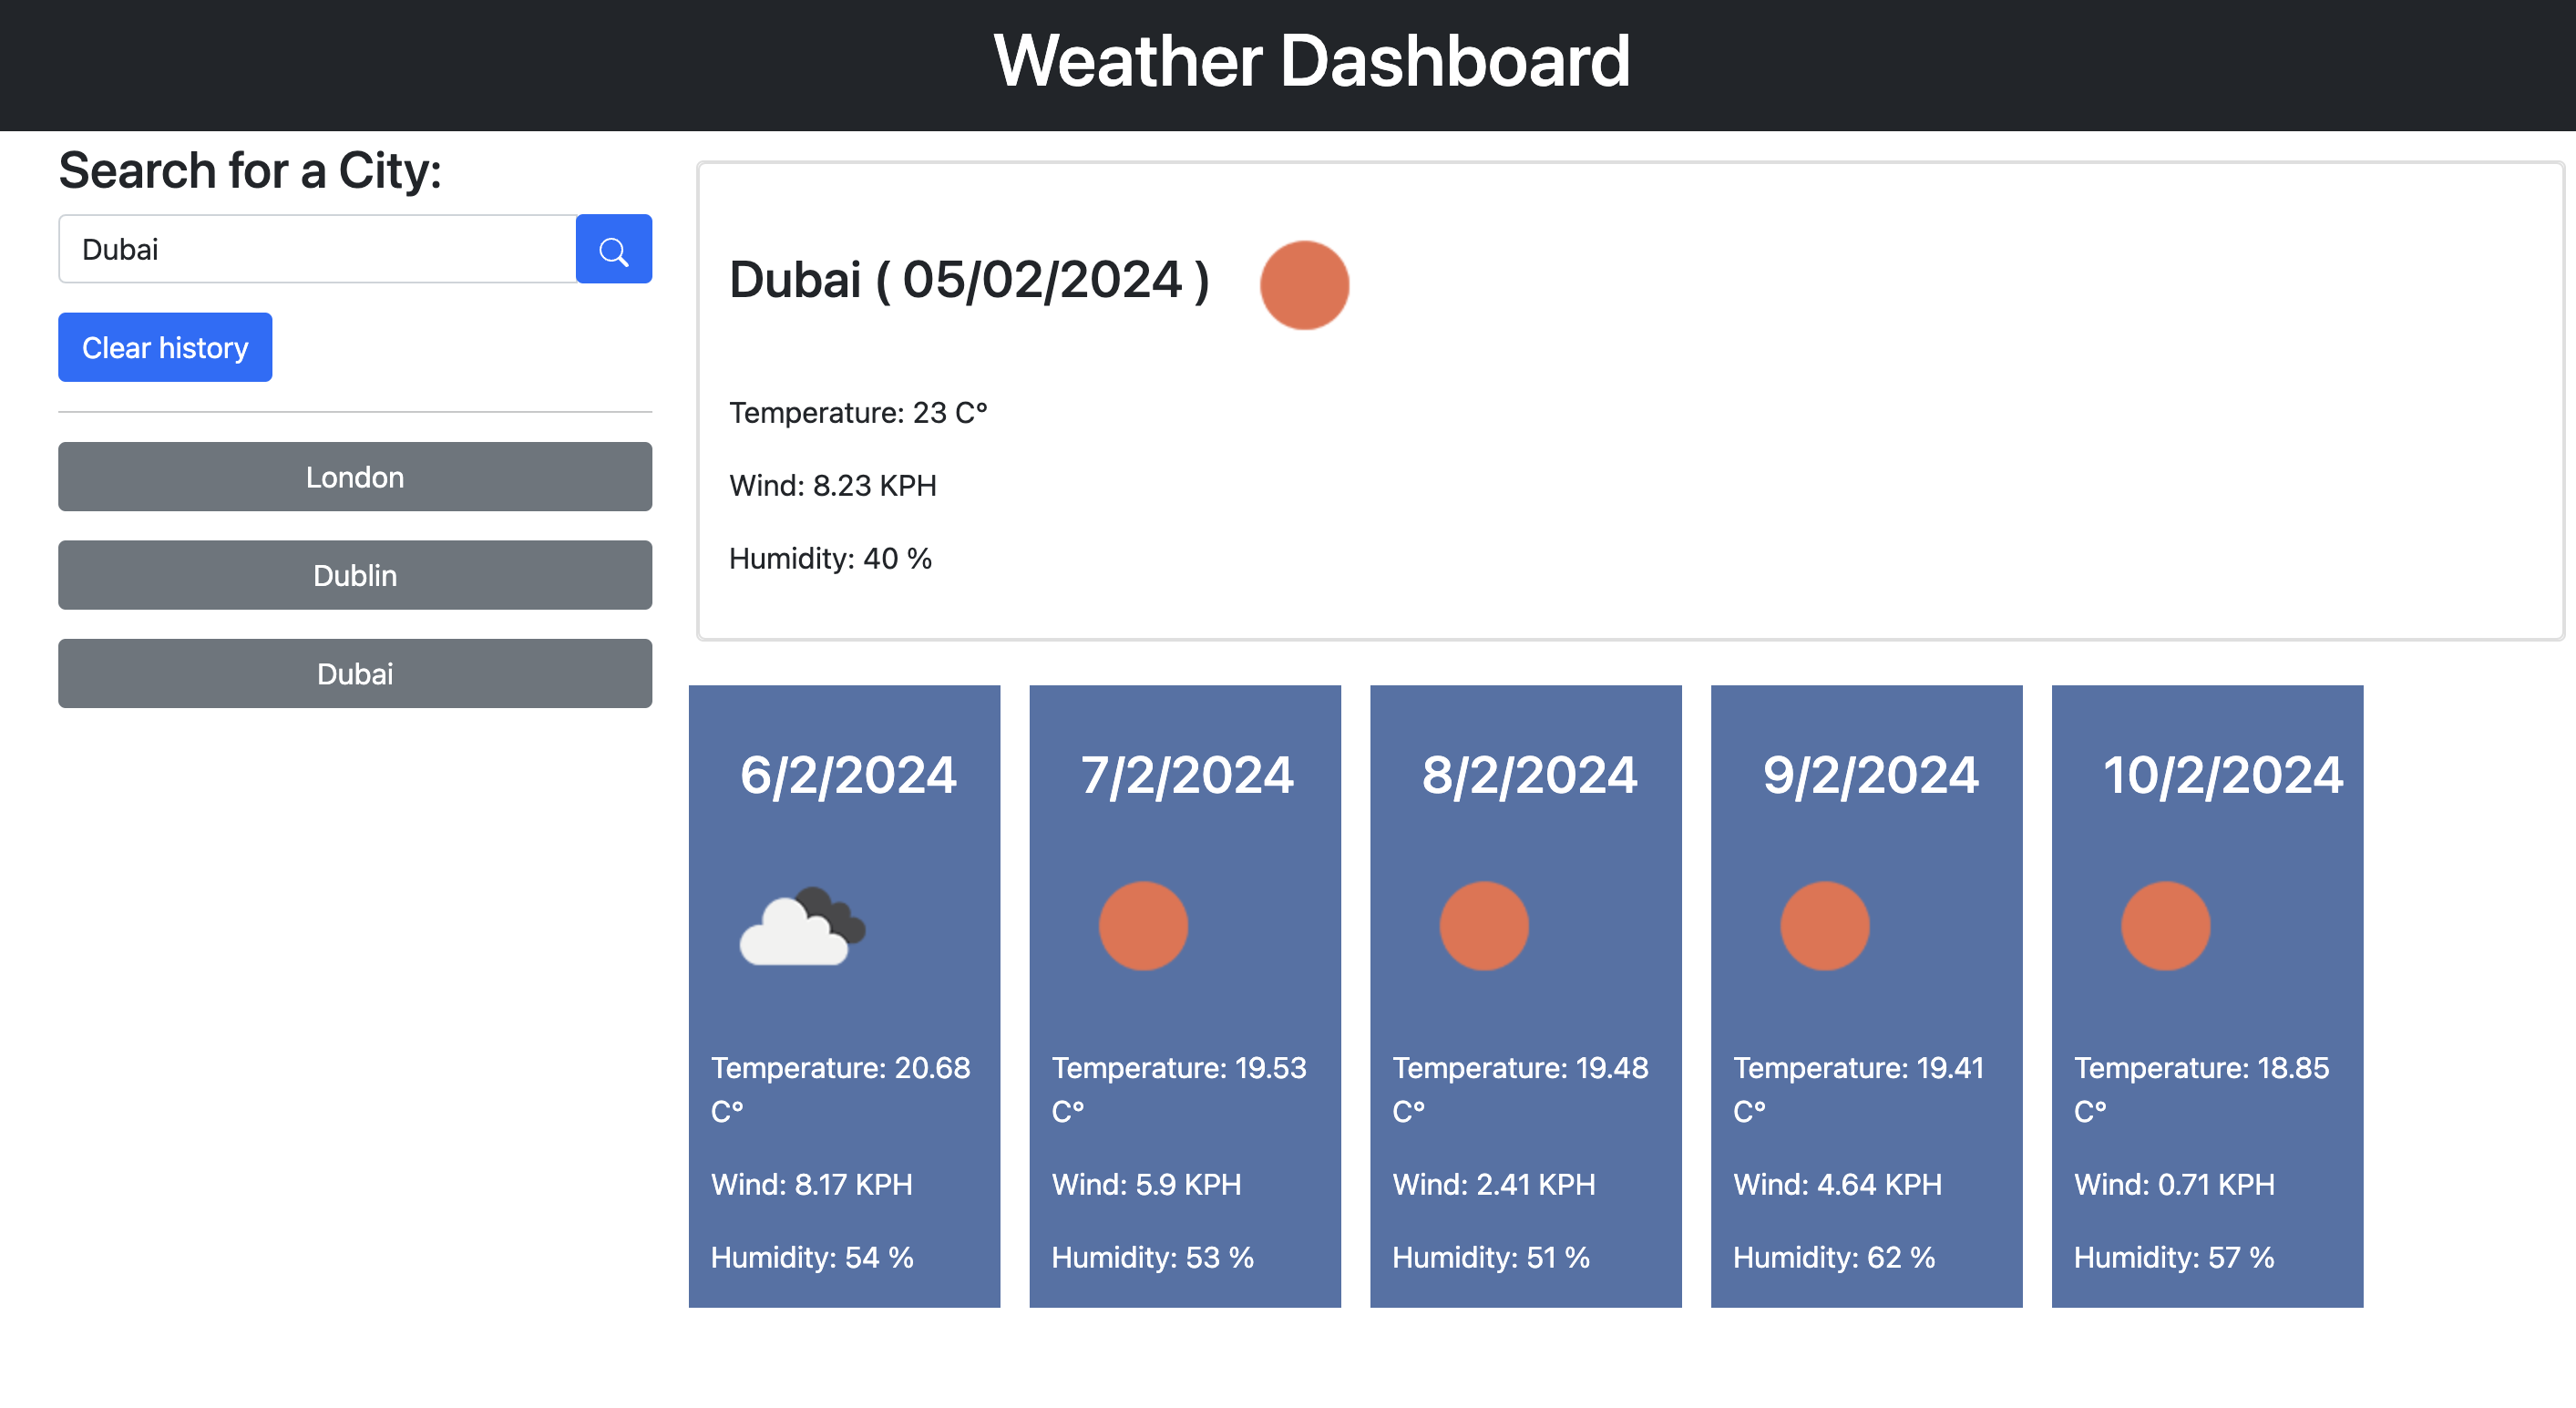 Weather Dashboard
Search for a City:
Dubai
Clear history
London
Dublin
Dubai
Dubai ( 05/02/2024 )
Temperature: 23 C°
Wind: 8.23 KPH
Humidity: 40 %
6/2/2024
Temperature: 20.68
C°
Wind: 8.17 KPH
Humidity: 54 %
7/2/2024
Temperature: 19.53
C°
Wind: 5.9 KPH
Humidity: 53 %
8/2/2024
Temperature: 19.48
C°
Wind: 2.41 KPH
Humidity: 51 %
9/2/2024
Temperature: 19.41
C°
Wind: 4.64 KPH
Humidity: 62 %
10/2/2024
Temperature: 18.85
C°
Wind: 0.71 KPH
Humidity: 57 %